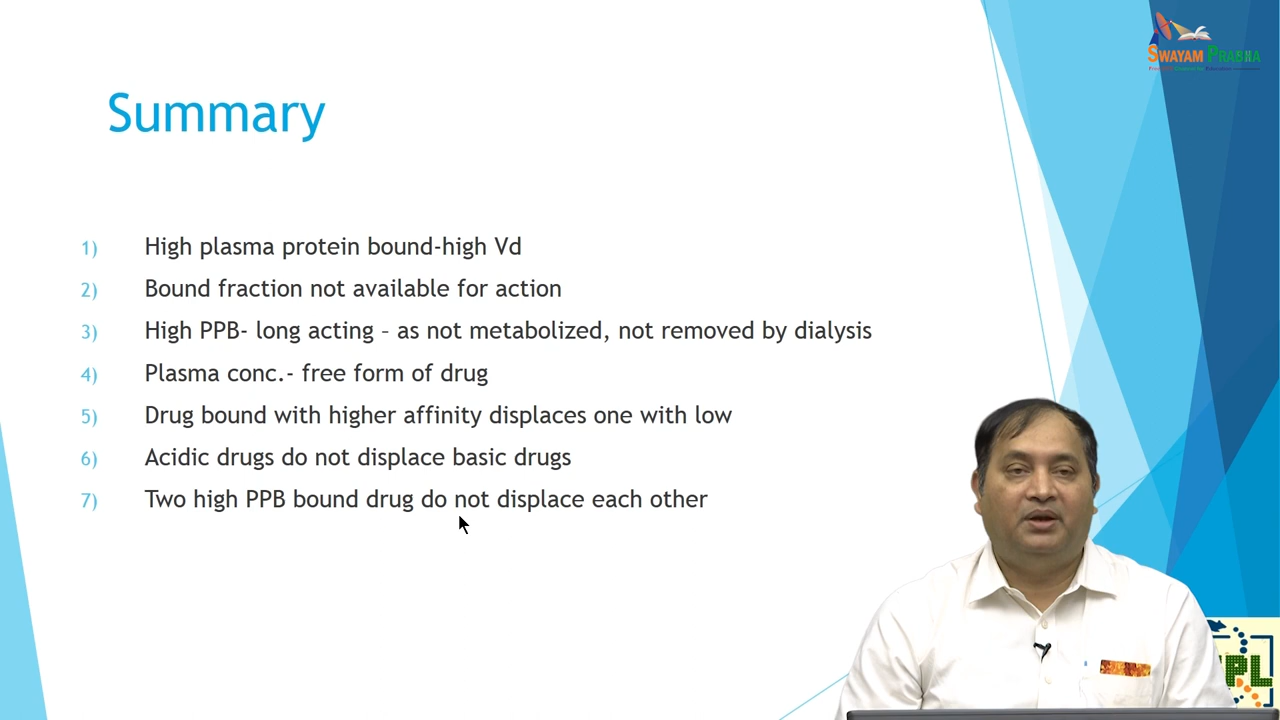 SWAYAM PRABHA
Summary
1) High plasma protein bound-high Vd
2) Bound fraction not available for action
3) High PPB- long acting – as not metabolized, not removed by dialysis
4) Plasma conc.- free form of drug
5) Drug bound with higher affinity displaces one with low
6) Acidic drugs do not displace basic drugs
7) Two high PPB bound drug do not displace each other